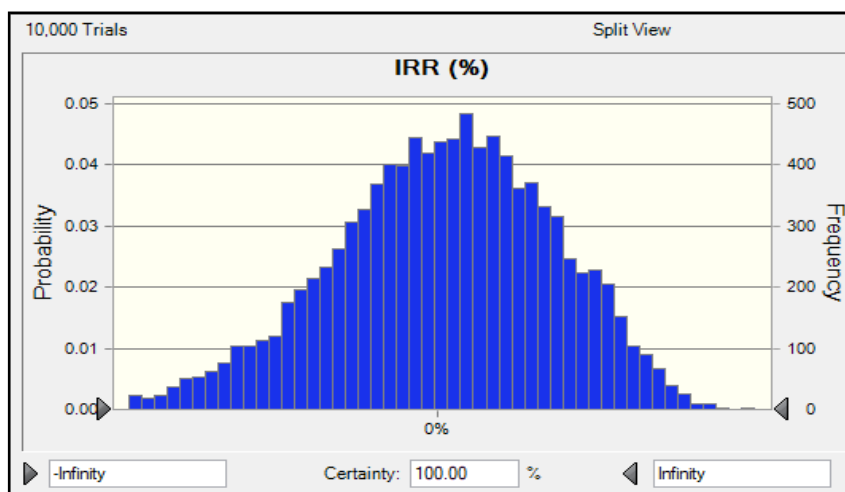 10,000 Trials Split View
IRR (%)
0.05 500
0.04 400
0.03 300
0.02 200
0.01 100
0.00 0
Probability
Frequency
0%
-Infinity Certainty: 100.00 % Infinity